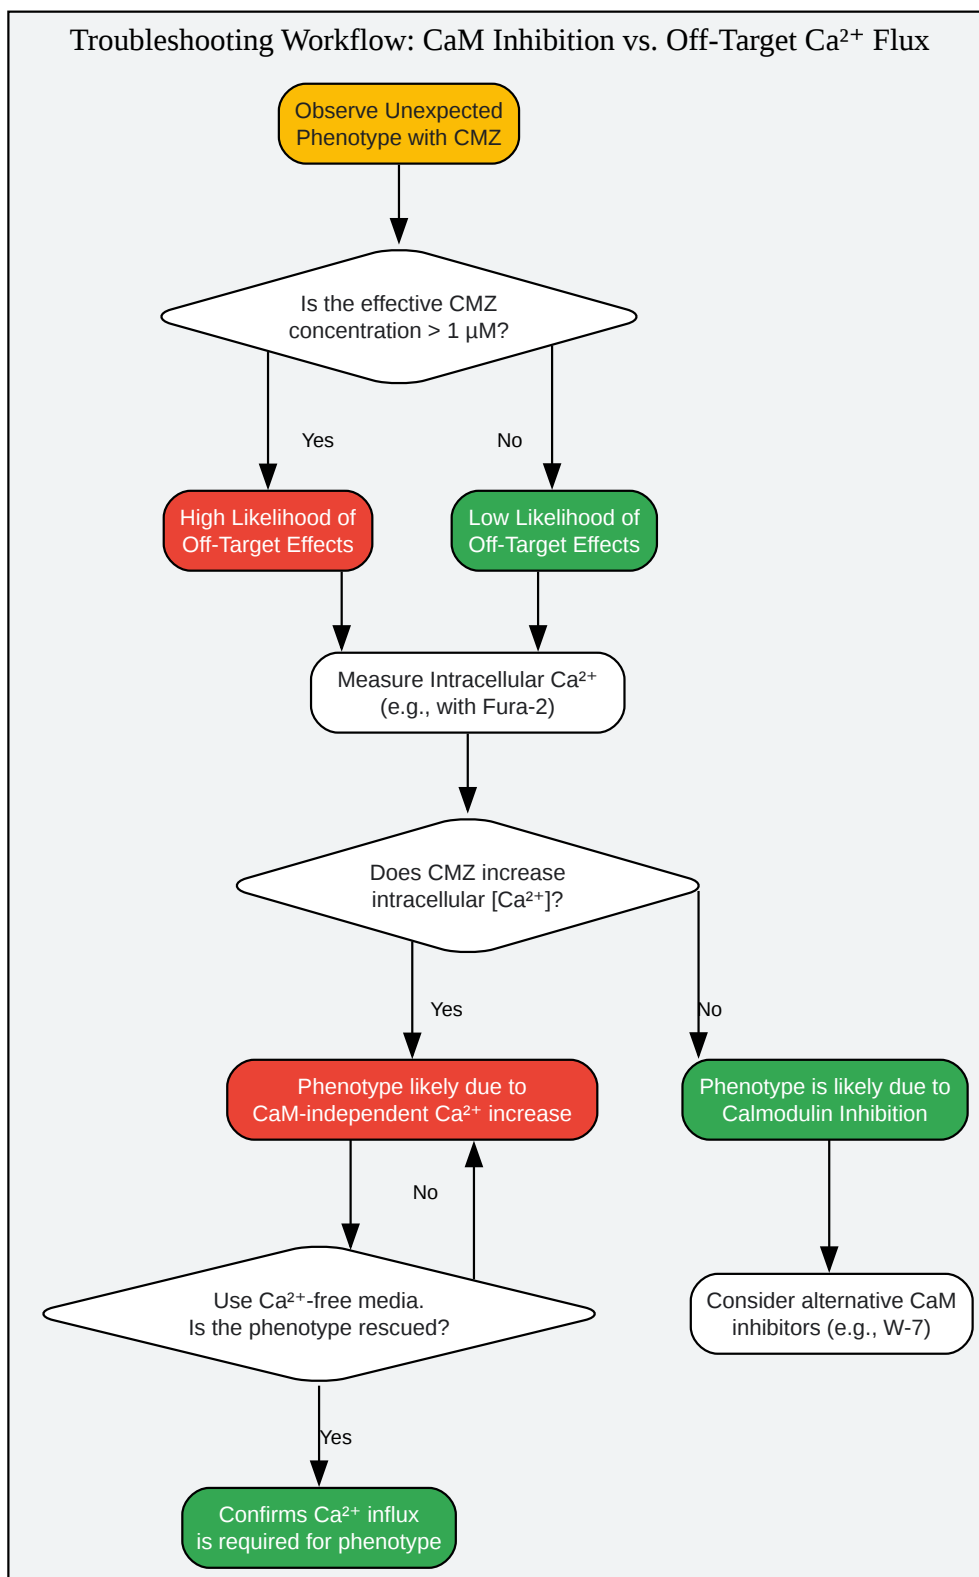 Troubleshooting Workflow: CaM Inhibition vs. Off-Target Ca²⁺ Flux
Observe Unexpected
Phenotype with CMZ
Is the effective CMZ
concentration > 1 µM?
Yes
No
High Likelihood of
Off-Target Effects
Low Likelihood of
Off-Target Effects
Measure Intracellular Ca²⁺
(e.g., with Fura-2)
Does CMZ increase
intracellular [Ca²⁺]?
Yes
No
Phenotype likely due to
CaM-independent Ca²⁺ increase
Phenotype is likely due to
Calmodulin Inhibition
No
Use Ca²⁺-free media.
Is the phenotype rescued?
Consider alternative CaM
inhibitors (e.g., W-7)
Yes
Confirms Ca²⁺ influx
is required for phenotype